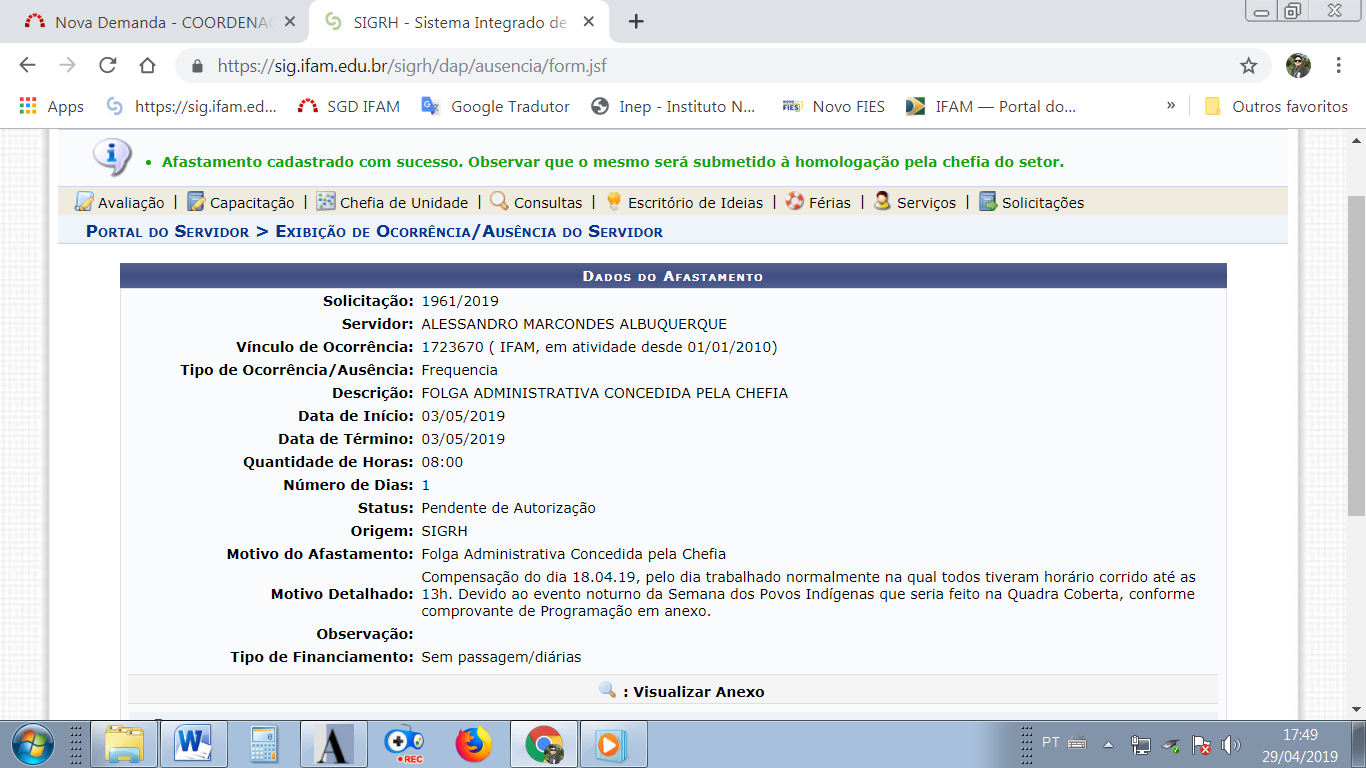 Nova Demanda - COORDENAC
SIGRH - Sistema Integrado de
https://sig.ifam.edu.br/sigrh/dap/ausencia/form.jsf
Apps https://sig.ifam.ed... SGD IFAM Google Tradutor Inep - Instituto N... Novo FIES IFAM — Portal do... » Outros favoritos
• Afastamento cadastrado com sucesso. Observar que o mesmo será submetido à homologação pela chefia do setor.
Avaliação | Capacitação | Chefia de Unidade | Consultas | Escritório de Ideias | Férias | Serviços | Solicitações
Portal do Servidor > Exibição de Ocorrência/Ausência do Servidor
Dados do Afastamento
Solicitação: 1961/2019
Servidor: ALESSANDRO MARCONDES ALBUQUERQUE
Vínculo de Ocorrência: 1723670 ( IFAM, em atividade desde 01/01/2010)
Tipo de Ocorrência/Ausência: Frequencia
Descrição: FOLGA ADMINISTRATIVA CONCEDIDA PELA CHEFIA
Data de Início: 03/05/2019
Data de Término: 03/05/2019
Quantidade de Horas: 08:00
Número de Dias: 1
Status: Pendente de Autorização
Origem: SIGRH
Motivo do Afastamento: Folga Administrativa Concedida pela Chefia
Compensação do dia 18.04.19, pelo dia trabalhado normalmente na qual todos tiveram horário corrido até as
Motivo Detalhado: 13h. Devido ao evento noturno da Semana dos Povos Indígenas que seria feito na Quadra Coberta, conforme
comprovante de Programação em anexo.
Observação:
Tipo de Financiamento: Sem passagem/diárias
: Visualizar Anexo
REC
PT
17:49
29/04/2019